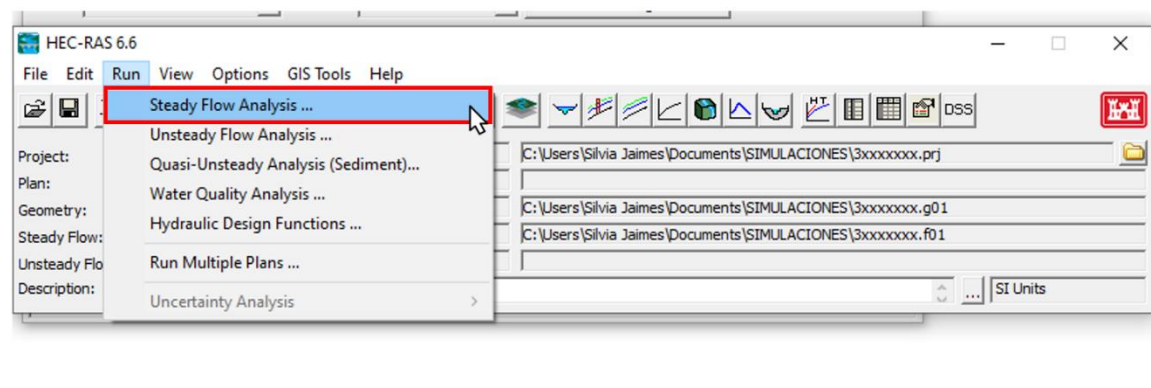 HEC-RAS 6.6
File Edit Run View Options GIS Tools Help
Steady Flow Analysis ...
HT DSS
Unsteady Flow Analysis ...
Project: C:\Users\Silvia Jaimes\Documents\SIMULACIONES\3xxxxxxx.prj
Quasi-Unsteady Analysis (Sediment)...
Plan:
Water Quality Analysis ...
Geometry: C:\Users\Silvia Jaimes\Documents\SIMULACIONES\3xxxxxxx.g01
Hydraulic Design Functions ...
Steady Flow: C:\Users\Silvia Jaimes\Documents\SIMULACIONES\3xxxxxxx.f01
Unsteady Flo
Run Multiple Plans ...
Description: ... SI Units
Uncertainty Analysis